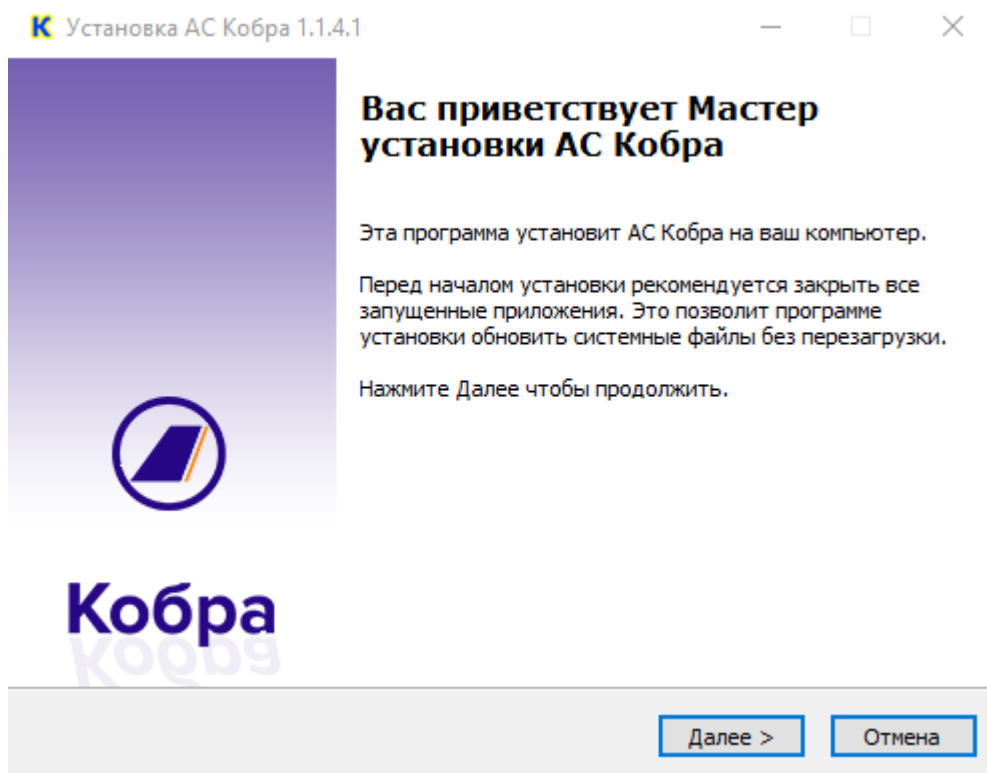 К Установка АС Кобра 1.1.4.1
Вас приветствует Мастер
установки АС Кобра
Эта программа установит АС Кобра на ваш компьютер.
Перед началом установки рекомендуется закрыть все
запущенные приложения. Это позволит программе
установки обновить системные файлы без перезагрузки.
Нажмите Далее чтобы продолжить.
Кобра
Далее > Отмена